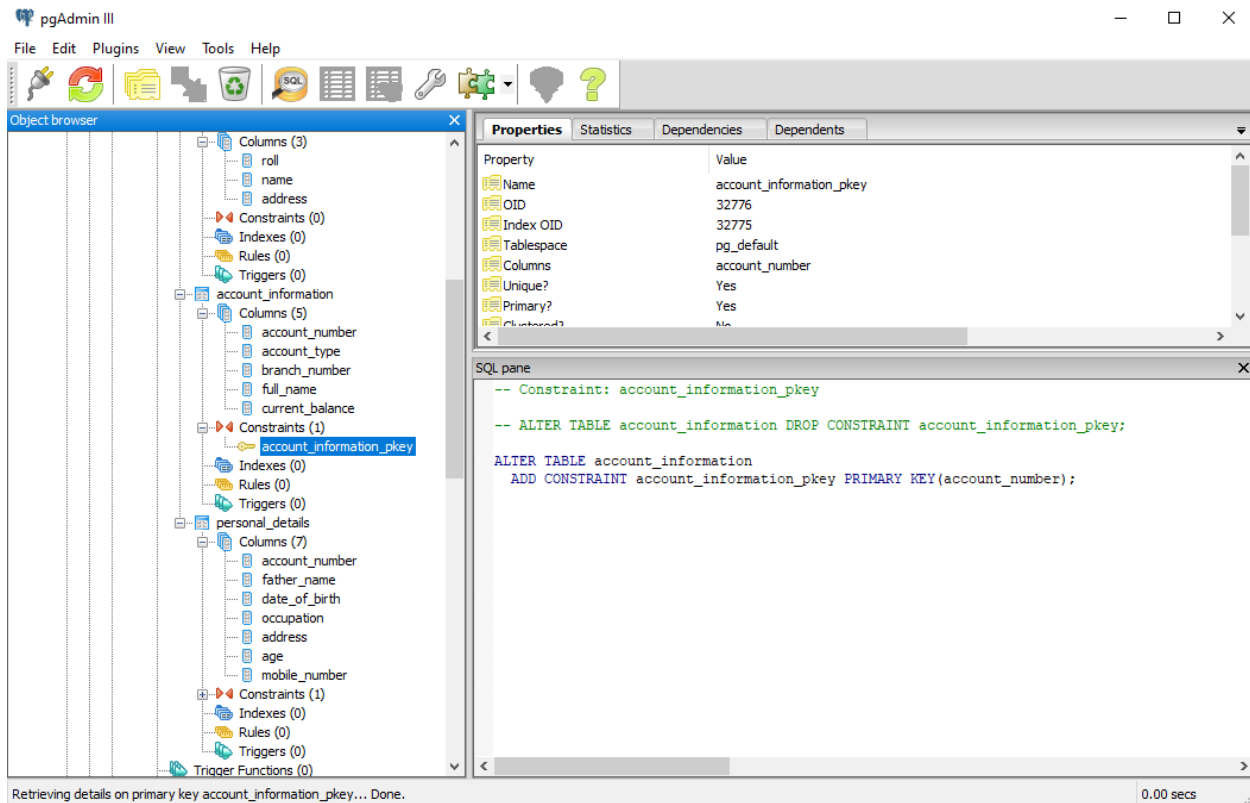 pgAdmin III
File Edit Plugins View Tools Help
SQL
Object browser
Columns (3)
roll
name
address
Constraints (0)
Indexes (0)
Rules (0)
Triggers (0)
account_information
Columns (5)
account_number
account_type
branch_number
full_name
current_balance
Constraints (1)
account_information_pkey
Indexes (0)
Rules (0)
Triggers (0)
personal_details
Columns (7)
account_number
father_name
date_of_birth
occupation
address
age
mobile_number
Constraints (1)
Indexes (0)
Rules (0)
Triggers (0)
Trigger Functions (0)
Properties Statistics Dependencies Dependents
Property Value
Name account_information_pkey
OID 32776
Index OID 32775
Tablespace pg_default
Columns account_number
Unique? Yes
Primary? Yes
Clustered? No
SQL pane
-- Constraint: account_information_pkey
-- ALTER TABLE account_information DROP CONSTRAINT account_information_pkey;
ALTER TABLE account_information
ADD CONSTRAINT account_information_pkey PRIMARY KEY(account_number);
Retrieving details on primary key account_information_pkey... Done. 0.00 secs